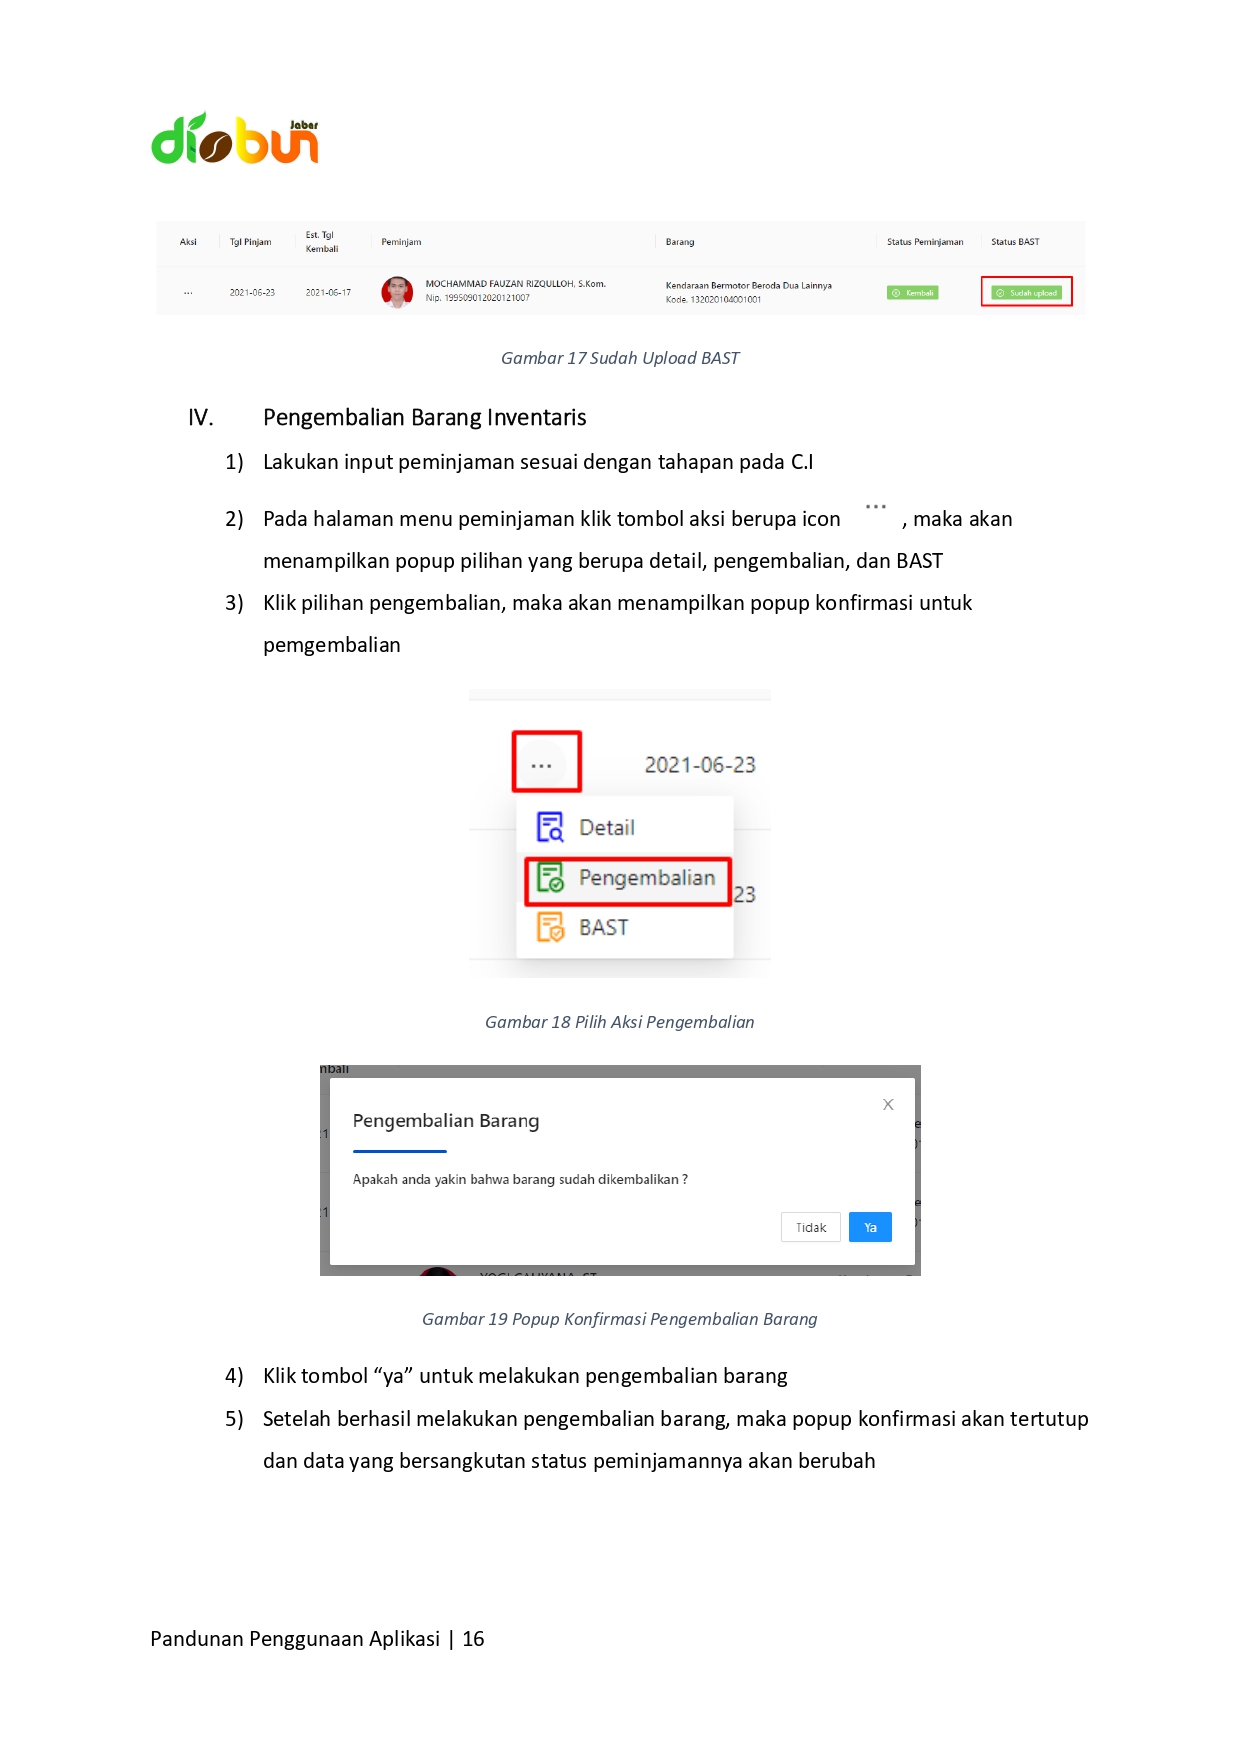 disbun Jabar
Aksi Tgl Pinjam Est. Tgl Kembali Peminjam Barang Status Peminjaman Status BAST
... 2021-06-23 2021-06-17 MOCHAMMAD FAUZAN RIZQULLOH, S.Kom. Kendaraan Bermotor Beroda Dua Lainnya Kembali Sudah upload
Nip. 199509012020121007 Kode. 132020104001001
Gambar 17 Sudah Upload BAST
IV. Pengembalian Barang Inventaris
1) Lakukan input peminjaman sesuai dengan tahapan pada C.I
2) Pada halaman menu peminjaman klik tombol aksi berupa icon ... , maka akan
menampilkan popup pilihan yang berupa detail, pengembalian, dan BAST
3) Klik pilihan pengembalian, maka akan menampilkan popup konfirmasi untuk
pemgembalian
... 2021-06-23
Detail
Pengembalian
23
BAST
Gambar 18 Pilih Aksi Pengembalian
mbali
X
Pengembalian Barang
Apakah anda yakin bahwa barang sudah dikembalikan ?
Tidak Ya
Gambar 19 Popup Konfirmasi Pengembalian Barang
4) Klik tombol “ya” untuk melakukan pengembalian barang
5) Setelah berhasil melakukan pengembalian barang, maka popup konfirmasi akan tertutup
dan data yang bersangkutan status peminjamannya akan berubah
Pandunan Penggunaan Aplikasi | 16